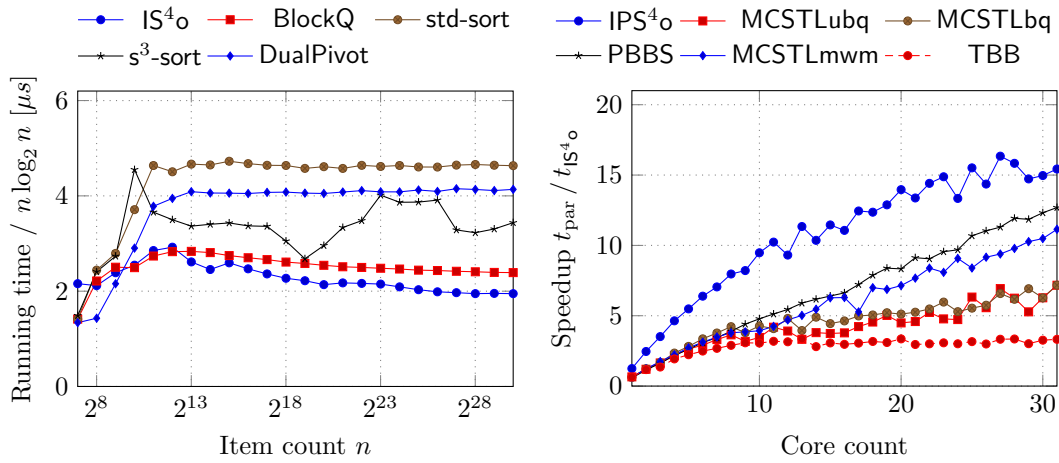 IS⁴o BlockQ std-sort
s³-sort DualPivot
Running time / n log₂ n [μs]
6
4
2
0
2⁸ 2¹³ 2¹⁸ 2²³ 2²⁸
Item count n
IPS⁴o MCSTLubq MCSTLbq
PBBS MCSTLmwm TBB
Speedup t_par / t_IS⁴o
20
15
10
5
0
10 20 30
Core count